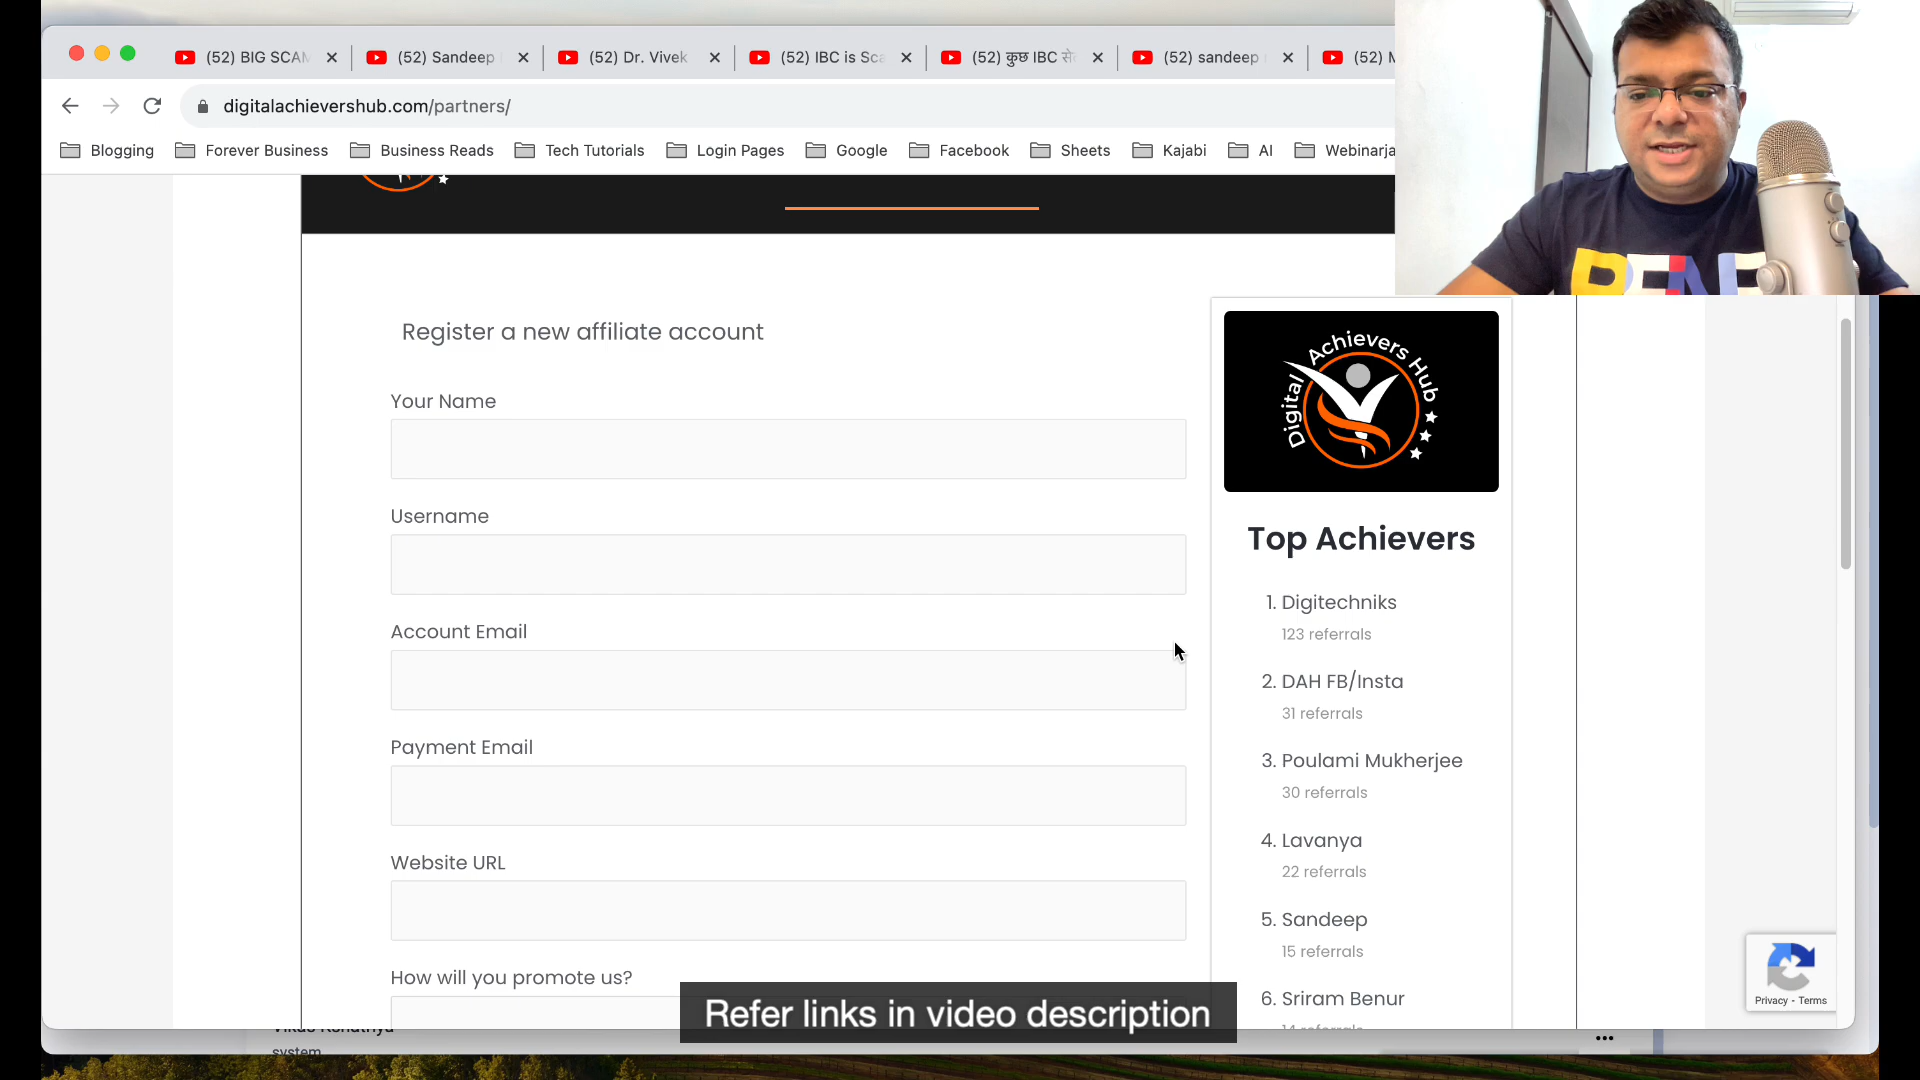 (52) BIG SCAM
(52) Sandeep
(52) Dr. Vivek
(52) IBC is Sca
(52) कुछ IBC से
(52) sandeep
(52) M
digitalachievershub.com/partners/
Blogging
Forever Business
Business Reads
Tech Tutorials
Login Pages
Google
Facebook
Sheets
Kajabi
AI
Webinarja
Register a new affiliate account
Your Name
Username
Account Email
Payment Email
Website URL
How will you promote us?
Digital Achievers Hub
Top Achievers
1. Digitechniks
123 referrals
2. DAH FB/Insta
31 referrals
3. Poulami Mukherjee
30 referrals
4. Lavanya
22 referrals
5. Sandeep
15 referrals
6. Sriram Benur
14 referrals
Privacy - Terms
Refer links in video description
system